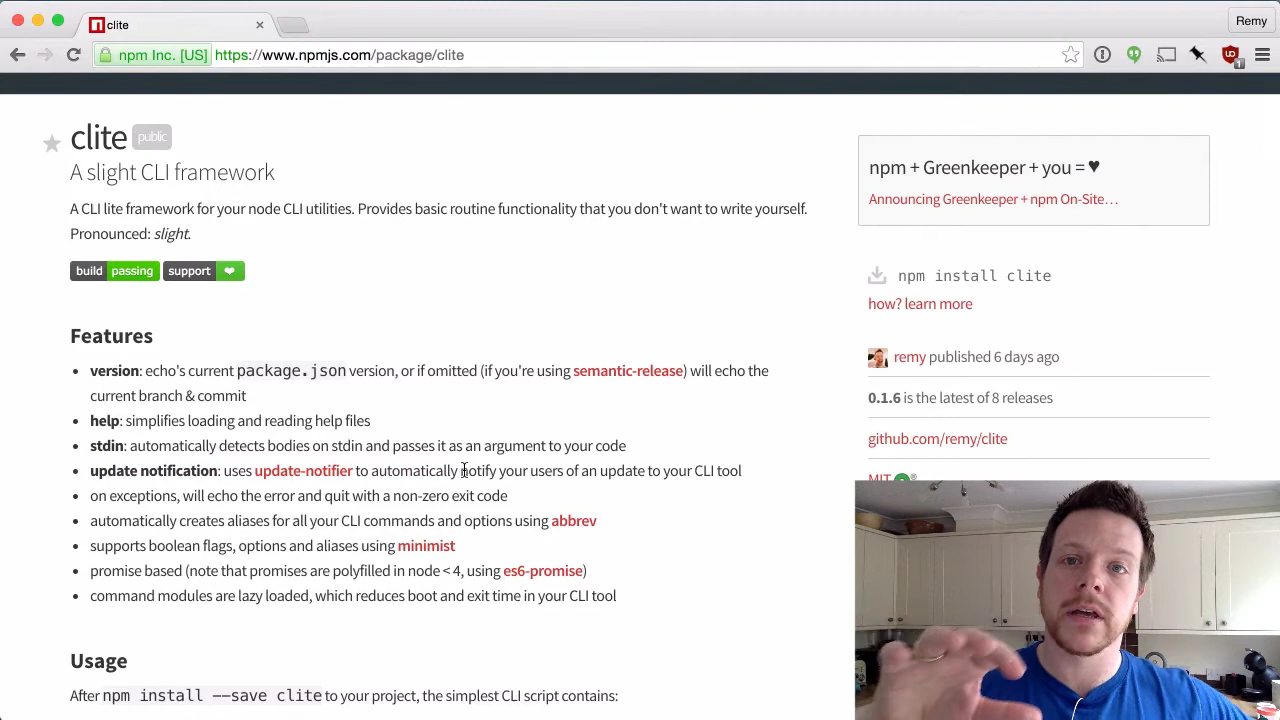 clite
Remy
npm Inc. [US] https://www.npmjs.com/package/clite
clite public
A slight CLI framework
A CLI lite framework for your node CLI utilities. Provides basic routine functionality that you don't want to write yourself.
Pronounced: slight.
build passing support ❤
Features
• version: echo's current package.json version, or if omitted (if you're using semantic-release) will echo the
current branch & commit
• help: simplifies loading and reading help files
• stdin: automatically detects bodies on stdin and passes it as an argument to your code
• update notification: uses update-notifier to automatically notify your users of an update to your CLI tool
• on exceptions, will echo the error and quit with a non-zero exit code
• automatically creates aliases for all your CLI commands and options using abbrev
• supports boolean flags, options and aliases using minimist
• promise based (note that promises are polyfilled in node < 4, using es6-promise)
• command modules are lazy loaded, which reduces boot and exit time in your CLI tool
Usage
After npm install --save clite to your project, the simplest CLI script contains:
npm + Greenkeeper + you = ♥
Announcing Greenkeeper + npm On-Site…
npm install clite
how? learn more
remy published 6 days ago
0.1.6 is the latest of 8 releases
github.com/remy/clite
MIT